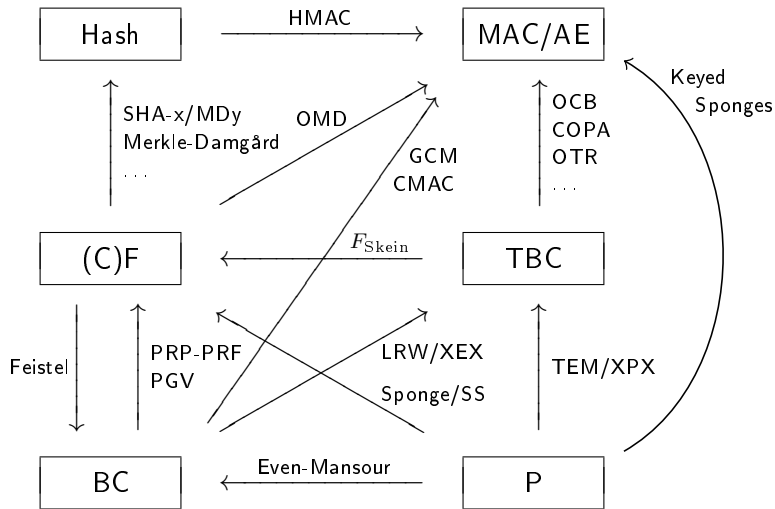 Hash
HMAC
MAC/AE
Keyed
Sponges
SHA-x/MDy
Merkle-Damgård
. . .
OMD
GCM
CMAC
OCB
COPA
OTR
. . .
(C)F
F_Skein
TBC
Feistel
PRP-PRF
PGV
LRW/XEX
Sponge/SS
TEM/XPX
BC
Even-Mansour
P